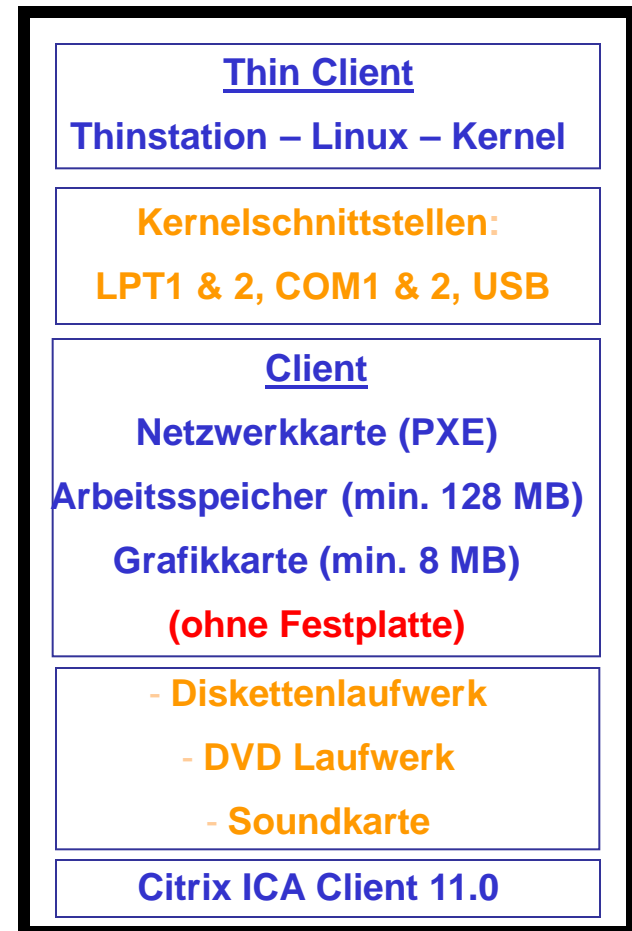 Thin Client
Thinstation – Linux – Kernel
Kernelschnittstellen:
LPT1 & 2, COM1 & 2, USB
Client
Netzwerkkarte (PXE)
Arbeitsspeicher (min. 128 MB)
Grafikkarte (min. 8 MB)
(ohne Festplatte)
- Diskettenlaufwerk
- DVD Laufwerk
- Soundkarte
Citrix ICA Client 11.0